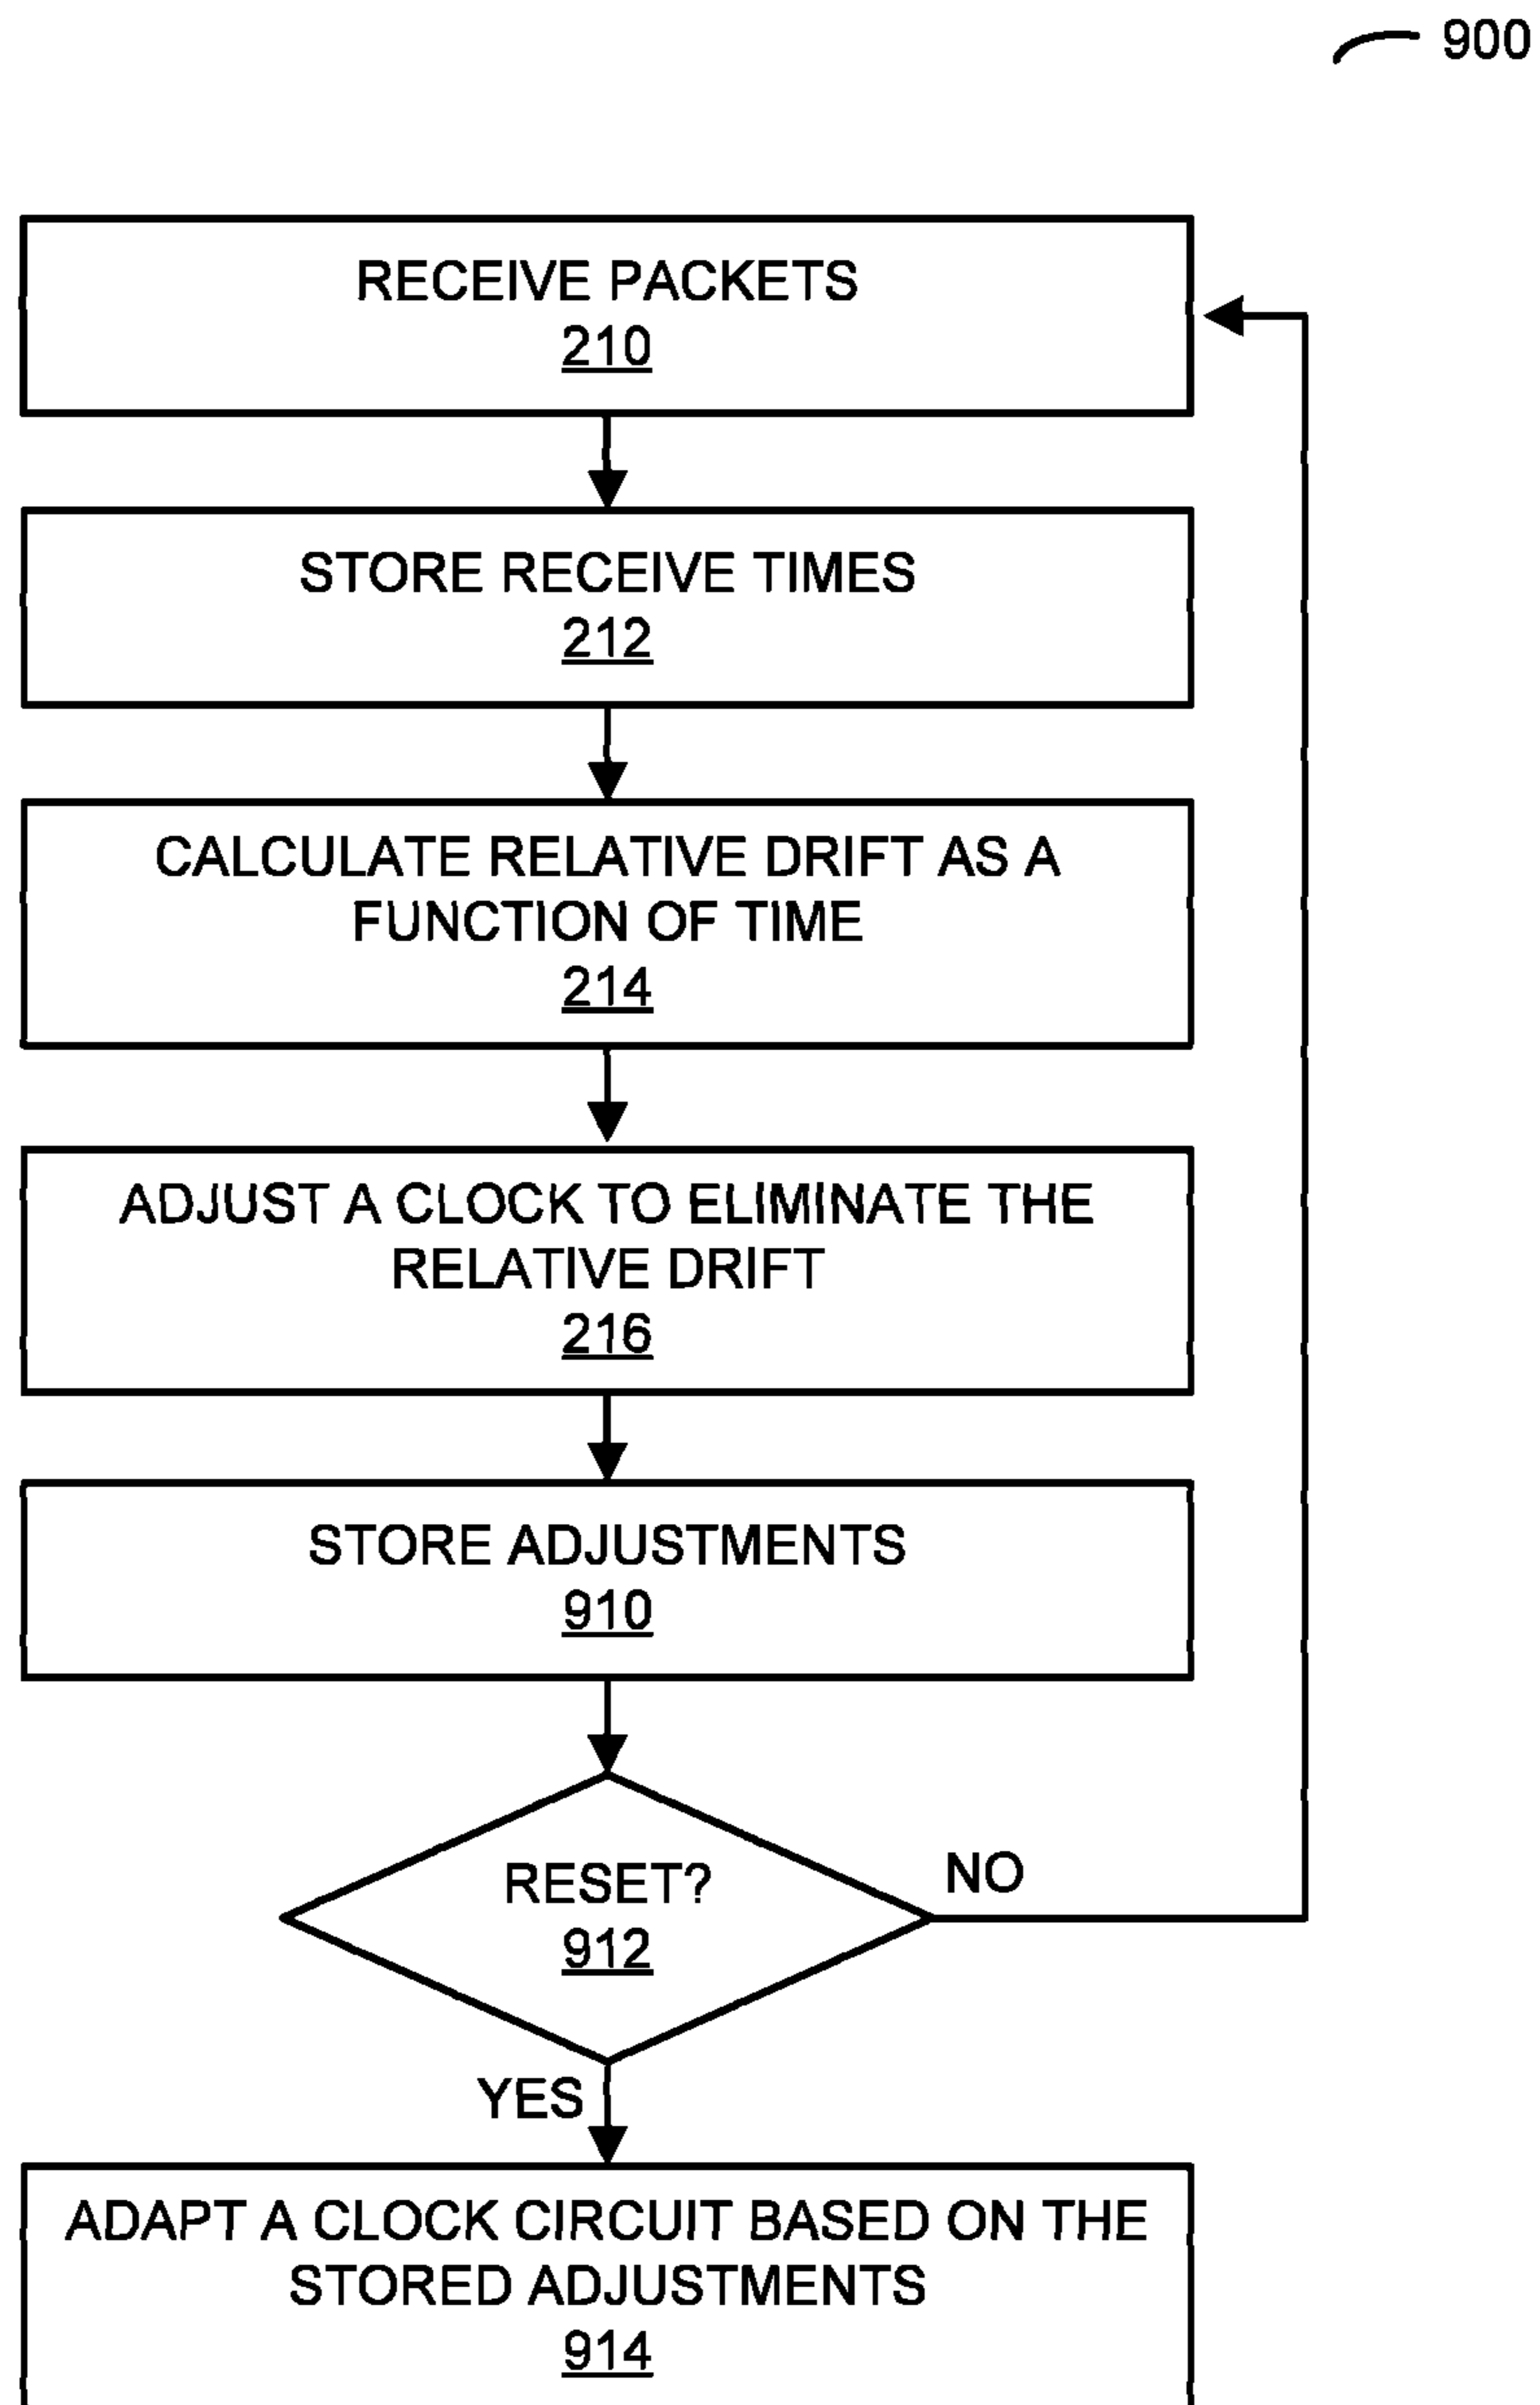 900
RECEIVE PACKETS
210
STORE RECEIVE TIMES
212
CALCULATE RELATIVE DRIFT AS A
FUNCTION OF TIME
214
ADJUST A CLOCK TO ELIMINATE THE
RELATIVE DRIFT
216
STORE ADJUSTMENTS
910
RESET?
912
NO
YES
ADAPT A CLOCK CIRCUIT BASED ON THE
STORED ADJUSTMENTS
914